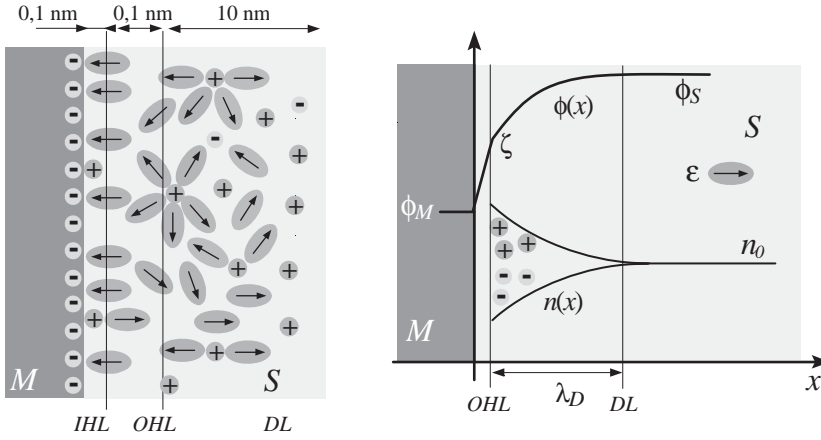 0,1 nm 0,1 nm 10 nm
M
S
IHL OHL DL
ϕ(x)
ϕS
S
ζ
ε
ϕM
n0
n(x)
M
OHL λD DL x